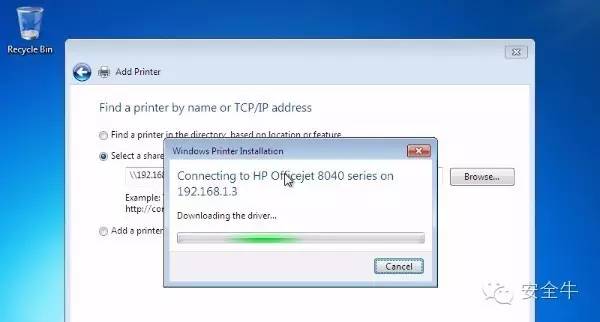 Recycle Bin
Add Printer
Find a printer by name or TCP/IP address
Find a printer in the directory, based on location or feature
Select a share
\\192.168
Browse...
Example:
http://co
Add a printer
Windows Printer Installation
Connecting to HP Officejet 8040 series on
192.168.1.3
Downloading the driver...
Cancel
安全牛